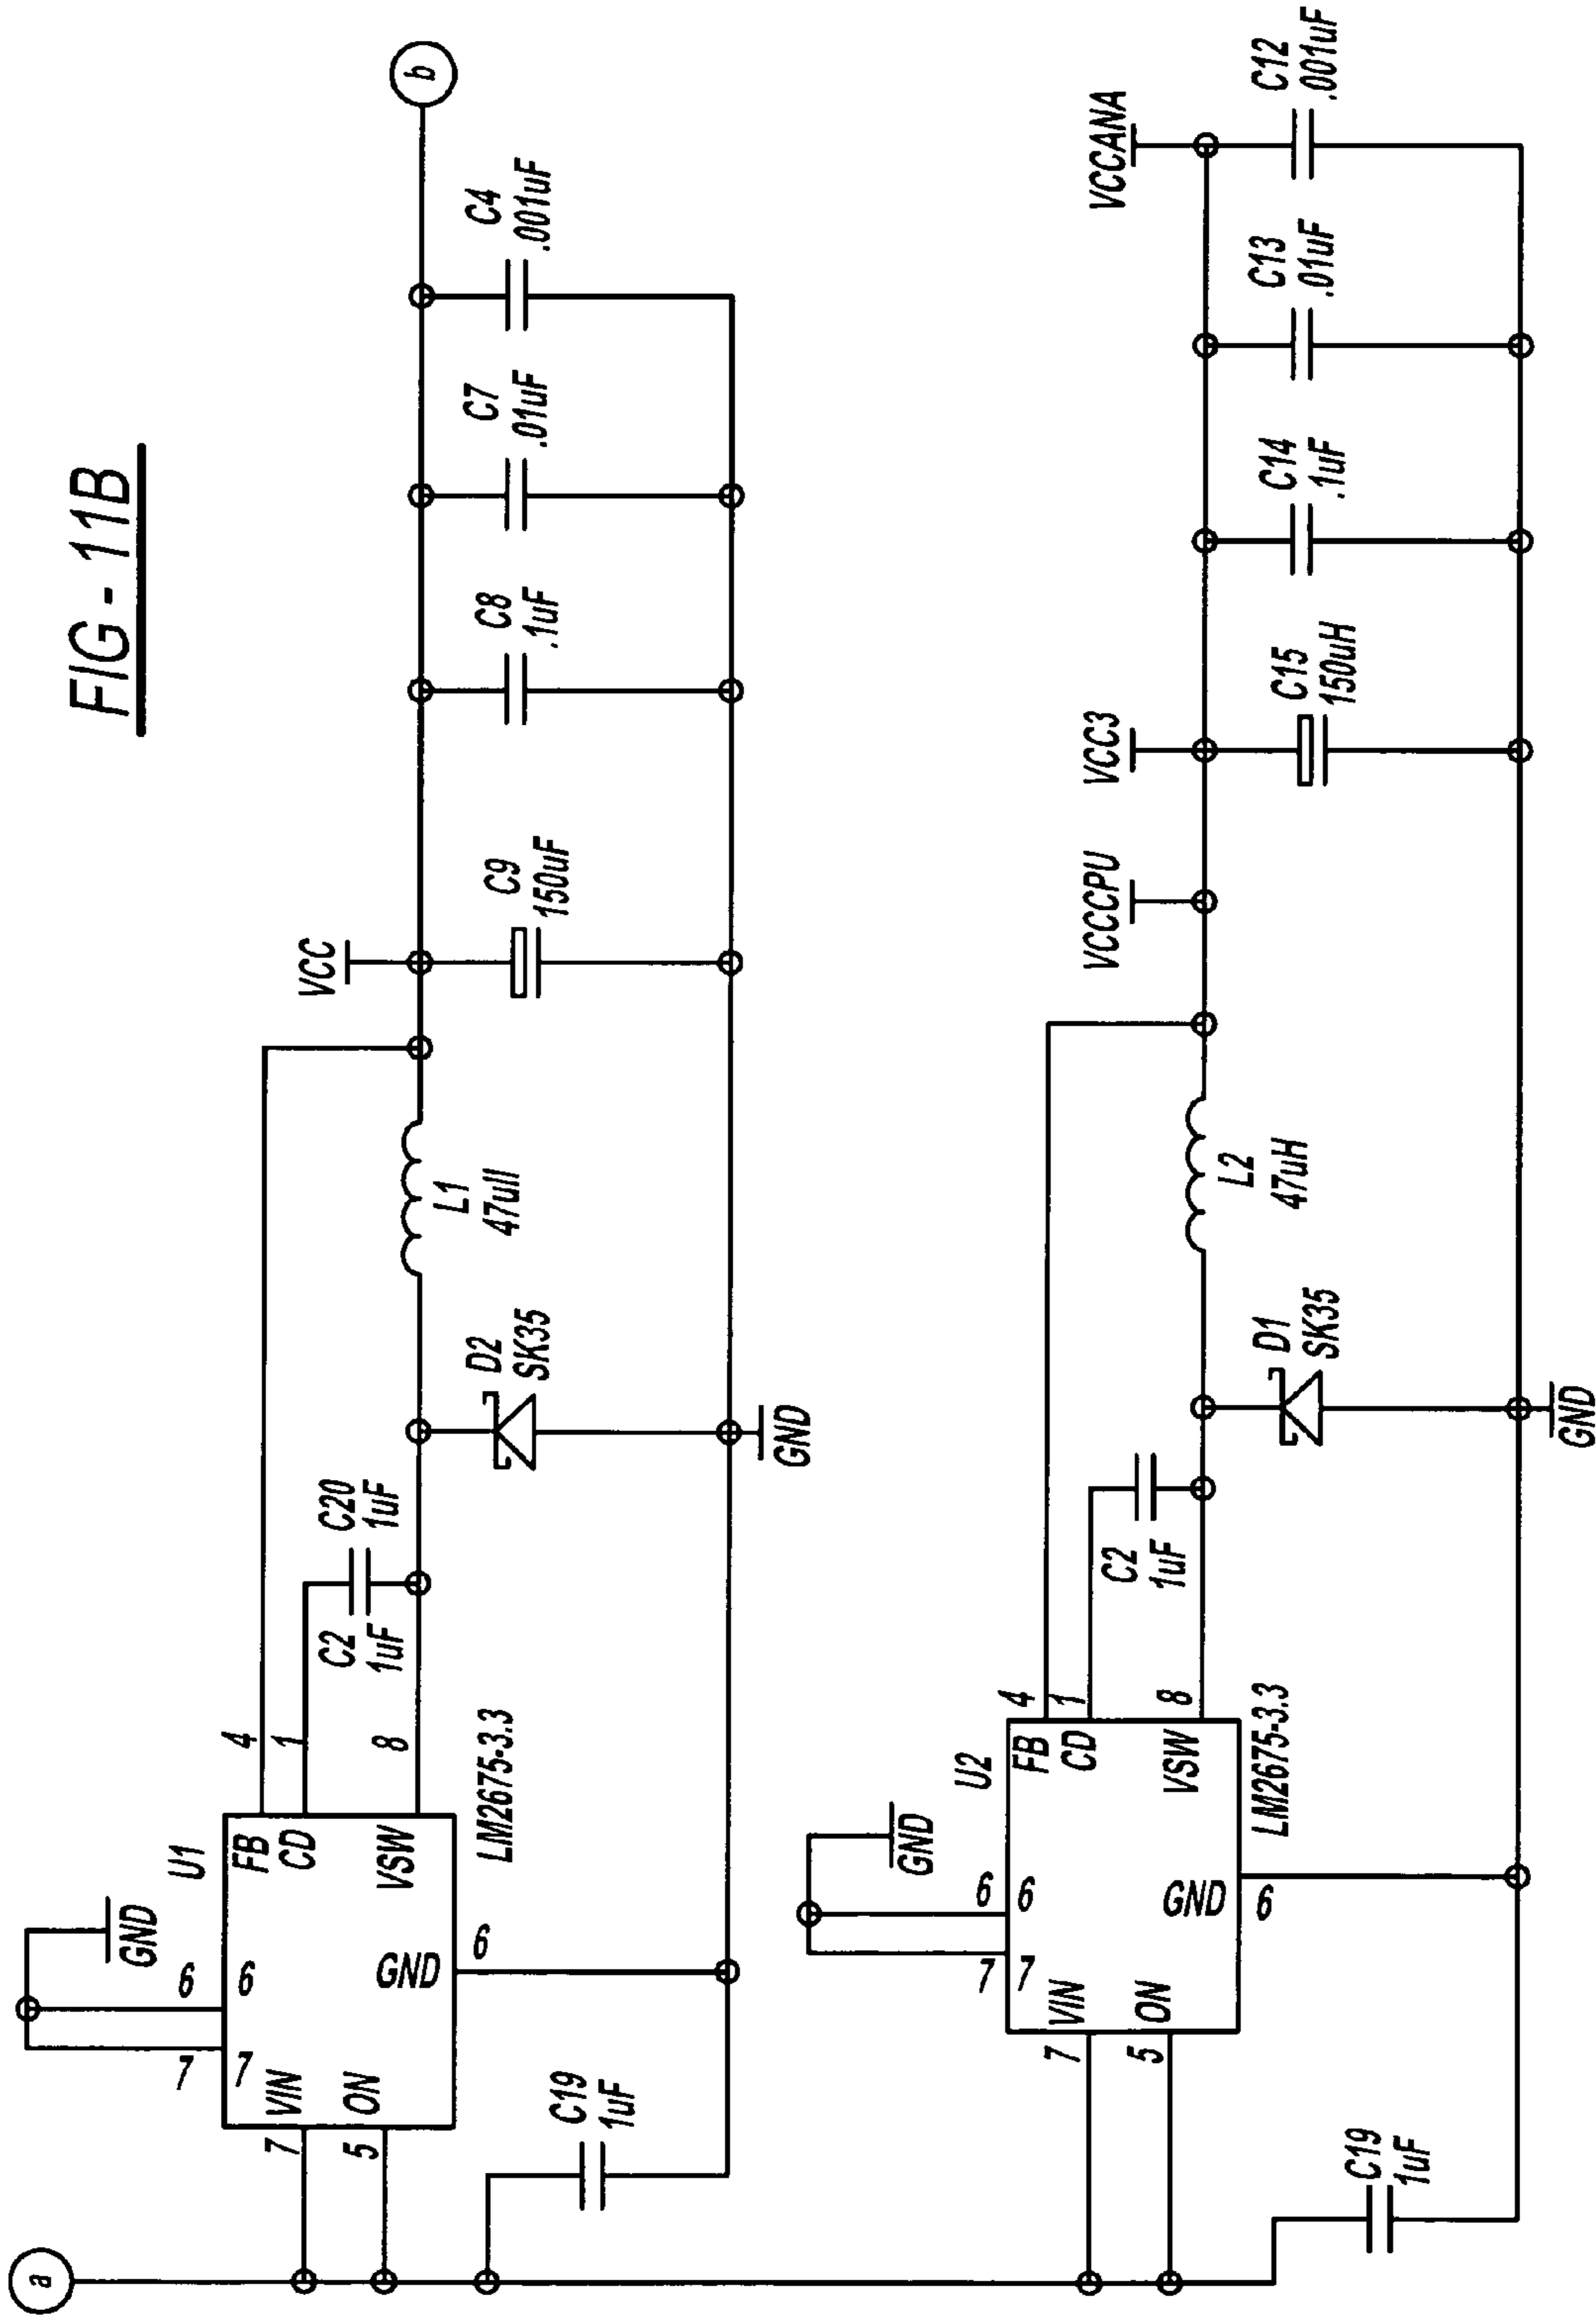 FIG - 11B
a
b
U1
GND
7
6
7
6
VIN
7
ON
5
GND
6
FB
4
CD
1
VSW
8
LM2675-3.3
C19
1uF
C2
1uF
C20
1uF
D2
SK35
GND
L1
47uII
VCC
C9
150uF
C8
.1uF
C7
.01uF
C4
.001uF
U2
GND
7
6
7
6
VIN
7
ON
5
GND
6
FB
4
CD
1
VSW
8
LM2675-3.3
C19
1uF
C2
1uF
D1
SK35
GND
L2
47uH
VCCCPU
VCC3
C15
150uH
C14
.1uF
C13
.01uF
VCCANA
C12
.001uF